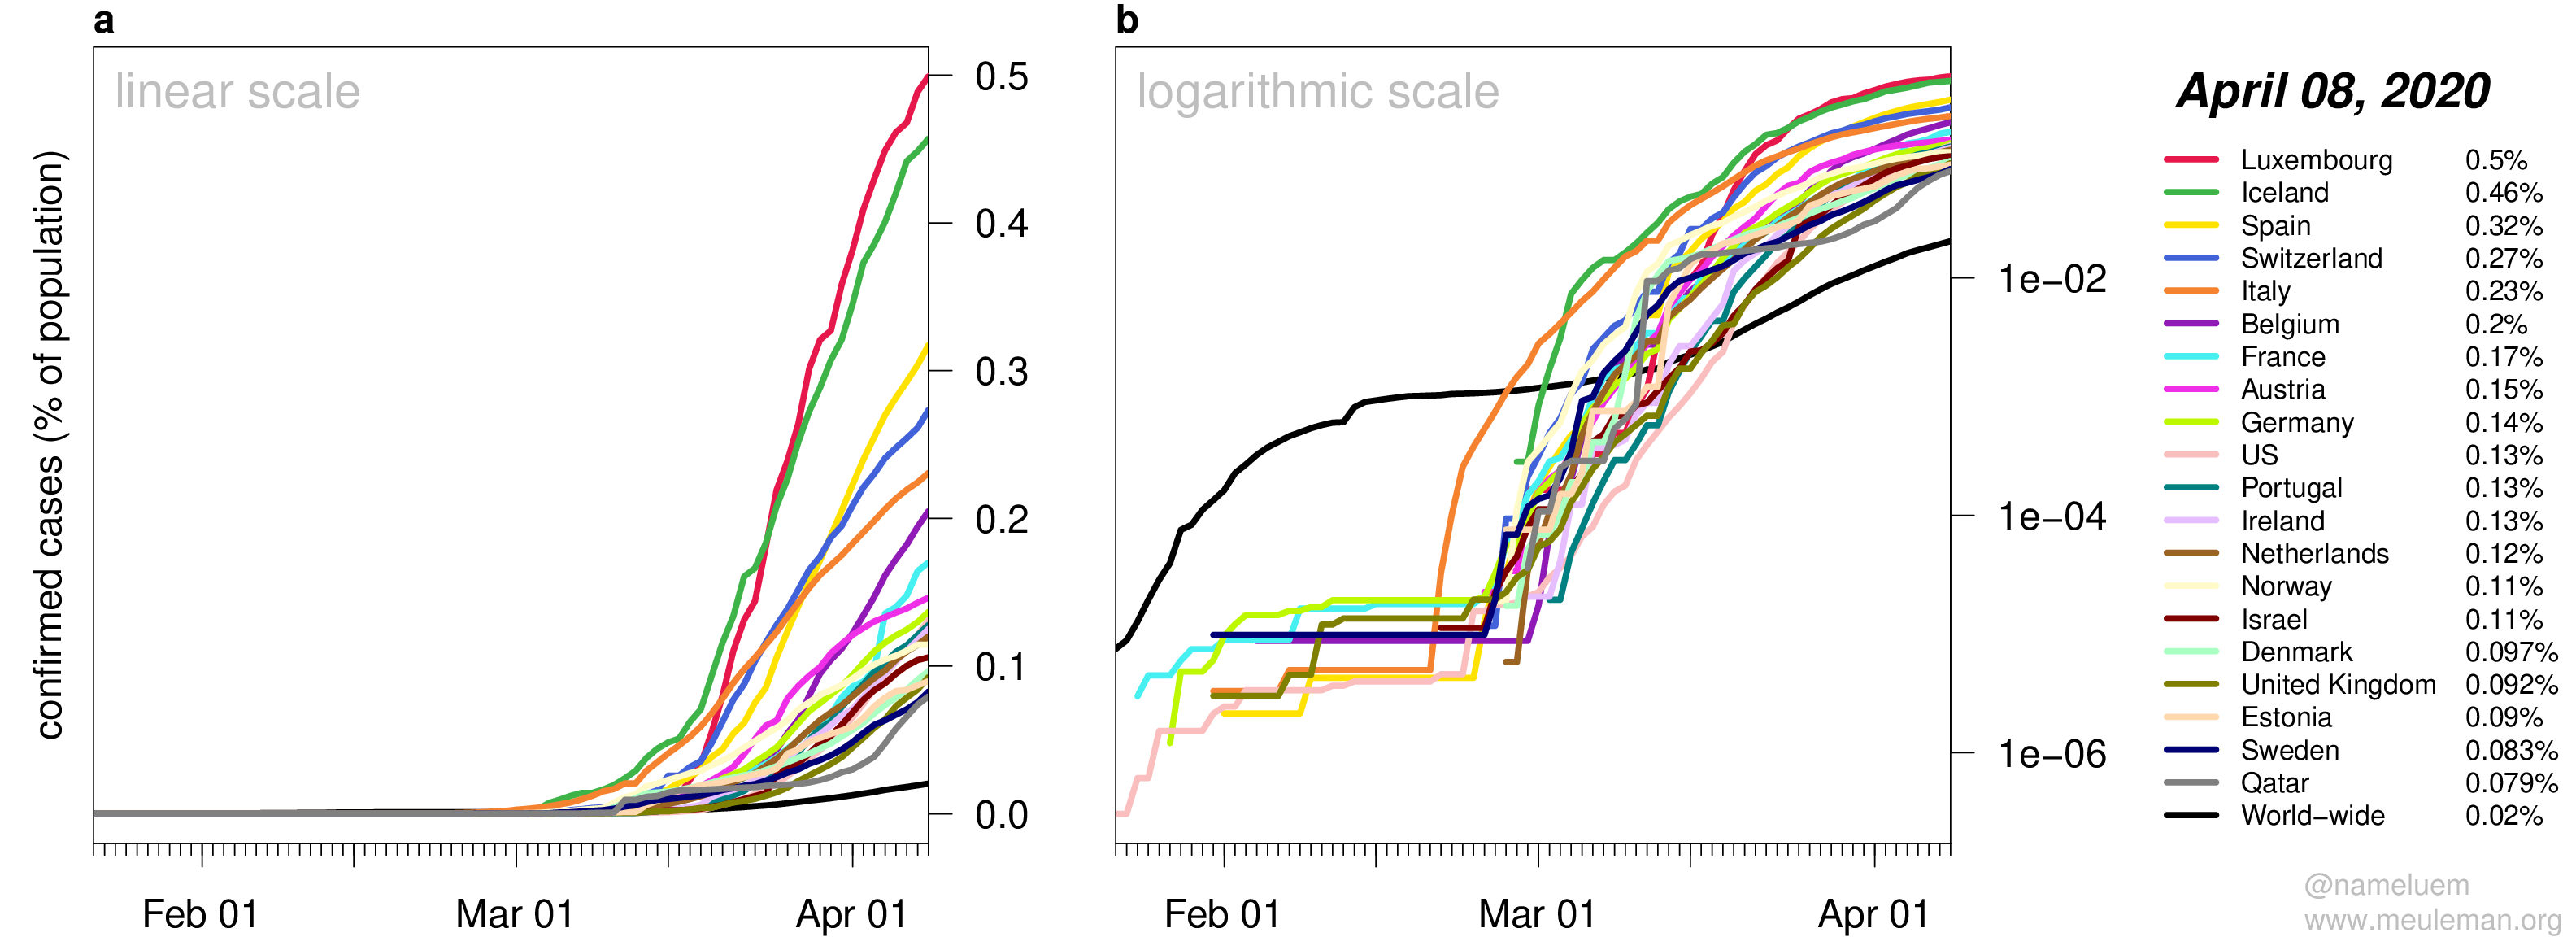 a
linear scale
confirmed cases (% of population)
0.5
0.4
0.3
0.2
0.1
0.0
Feb 01 Mar 01 Apr 01
b
logarithmic scale
1e−02
1e−04
1e−06
Feb 01 Mar 01 Apr 01
April 08, 2020
Luxembourg 0.5%
Iceland 0.46%
Spain 0.32%
Switzerland 0.27%
Italy 0.23%
Belgium 0.2%
France 0.17%
Austria 0.15%
Germany 0.14%
US 0.13%
Portugal 0.13%
Ireland 0.13%
Netherlands 0.12%
Norway 0.11%
Israel 0.11%
Denmark 0.097%
United Kingdom 0.092%
Estonia 0.09%
Sweden 0.083%
Qatar 0.079%
World−wide 0.02%
@nameluem
www.meuleman.org